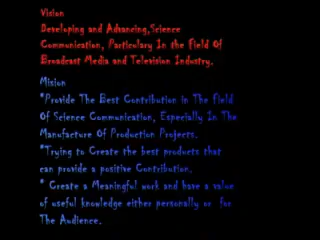 Vision
Developing and Advancing,Science
Communication, Particulary In the Field Of
Broadcast Media and Television Industry.
Mision
*Provide The Best Contribution in The Field
Of Science Communication, Especially In The
Manufacture Of Production Projects.
*Trying to Create the best products that
can provide a positive Contribution.
* Create a Meaningful work and have a value
of useful knowledge either personally or for
The Audience.